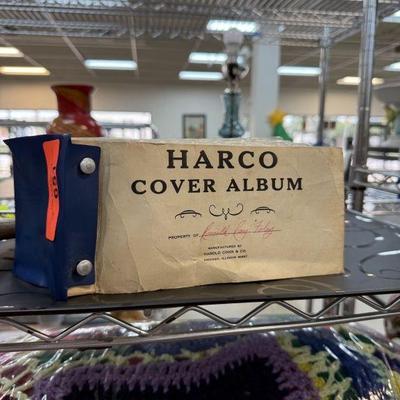 HARCO
COVER ALBUM
PROPERTY OF
MANUFACTURED BY
HAROLD COHN & CO.
CHICAGO, ILLINOIS